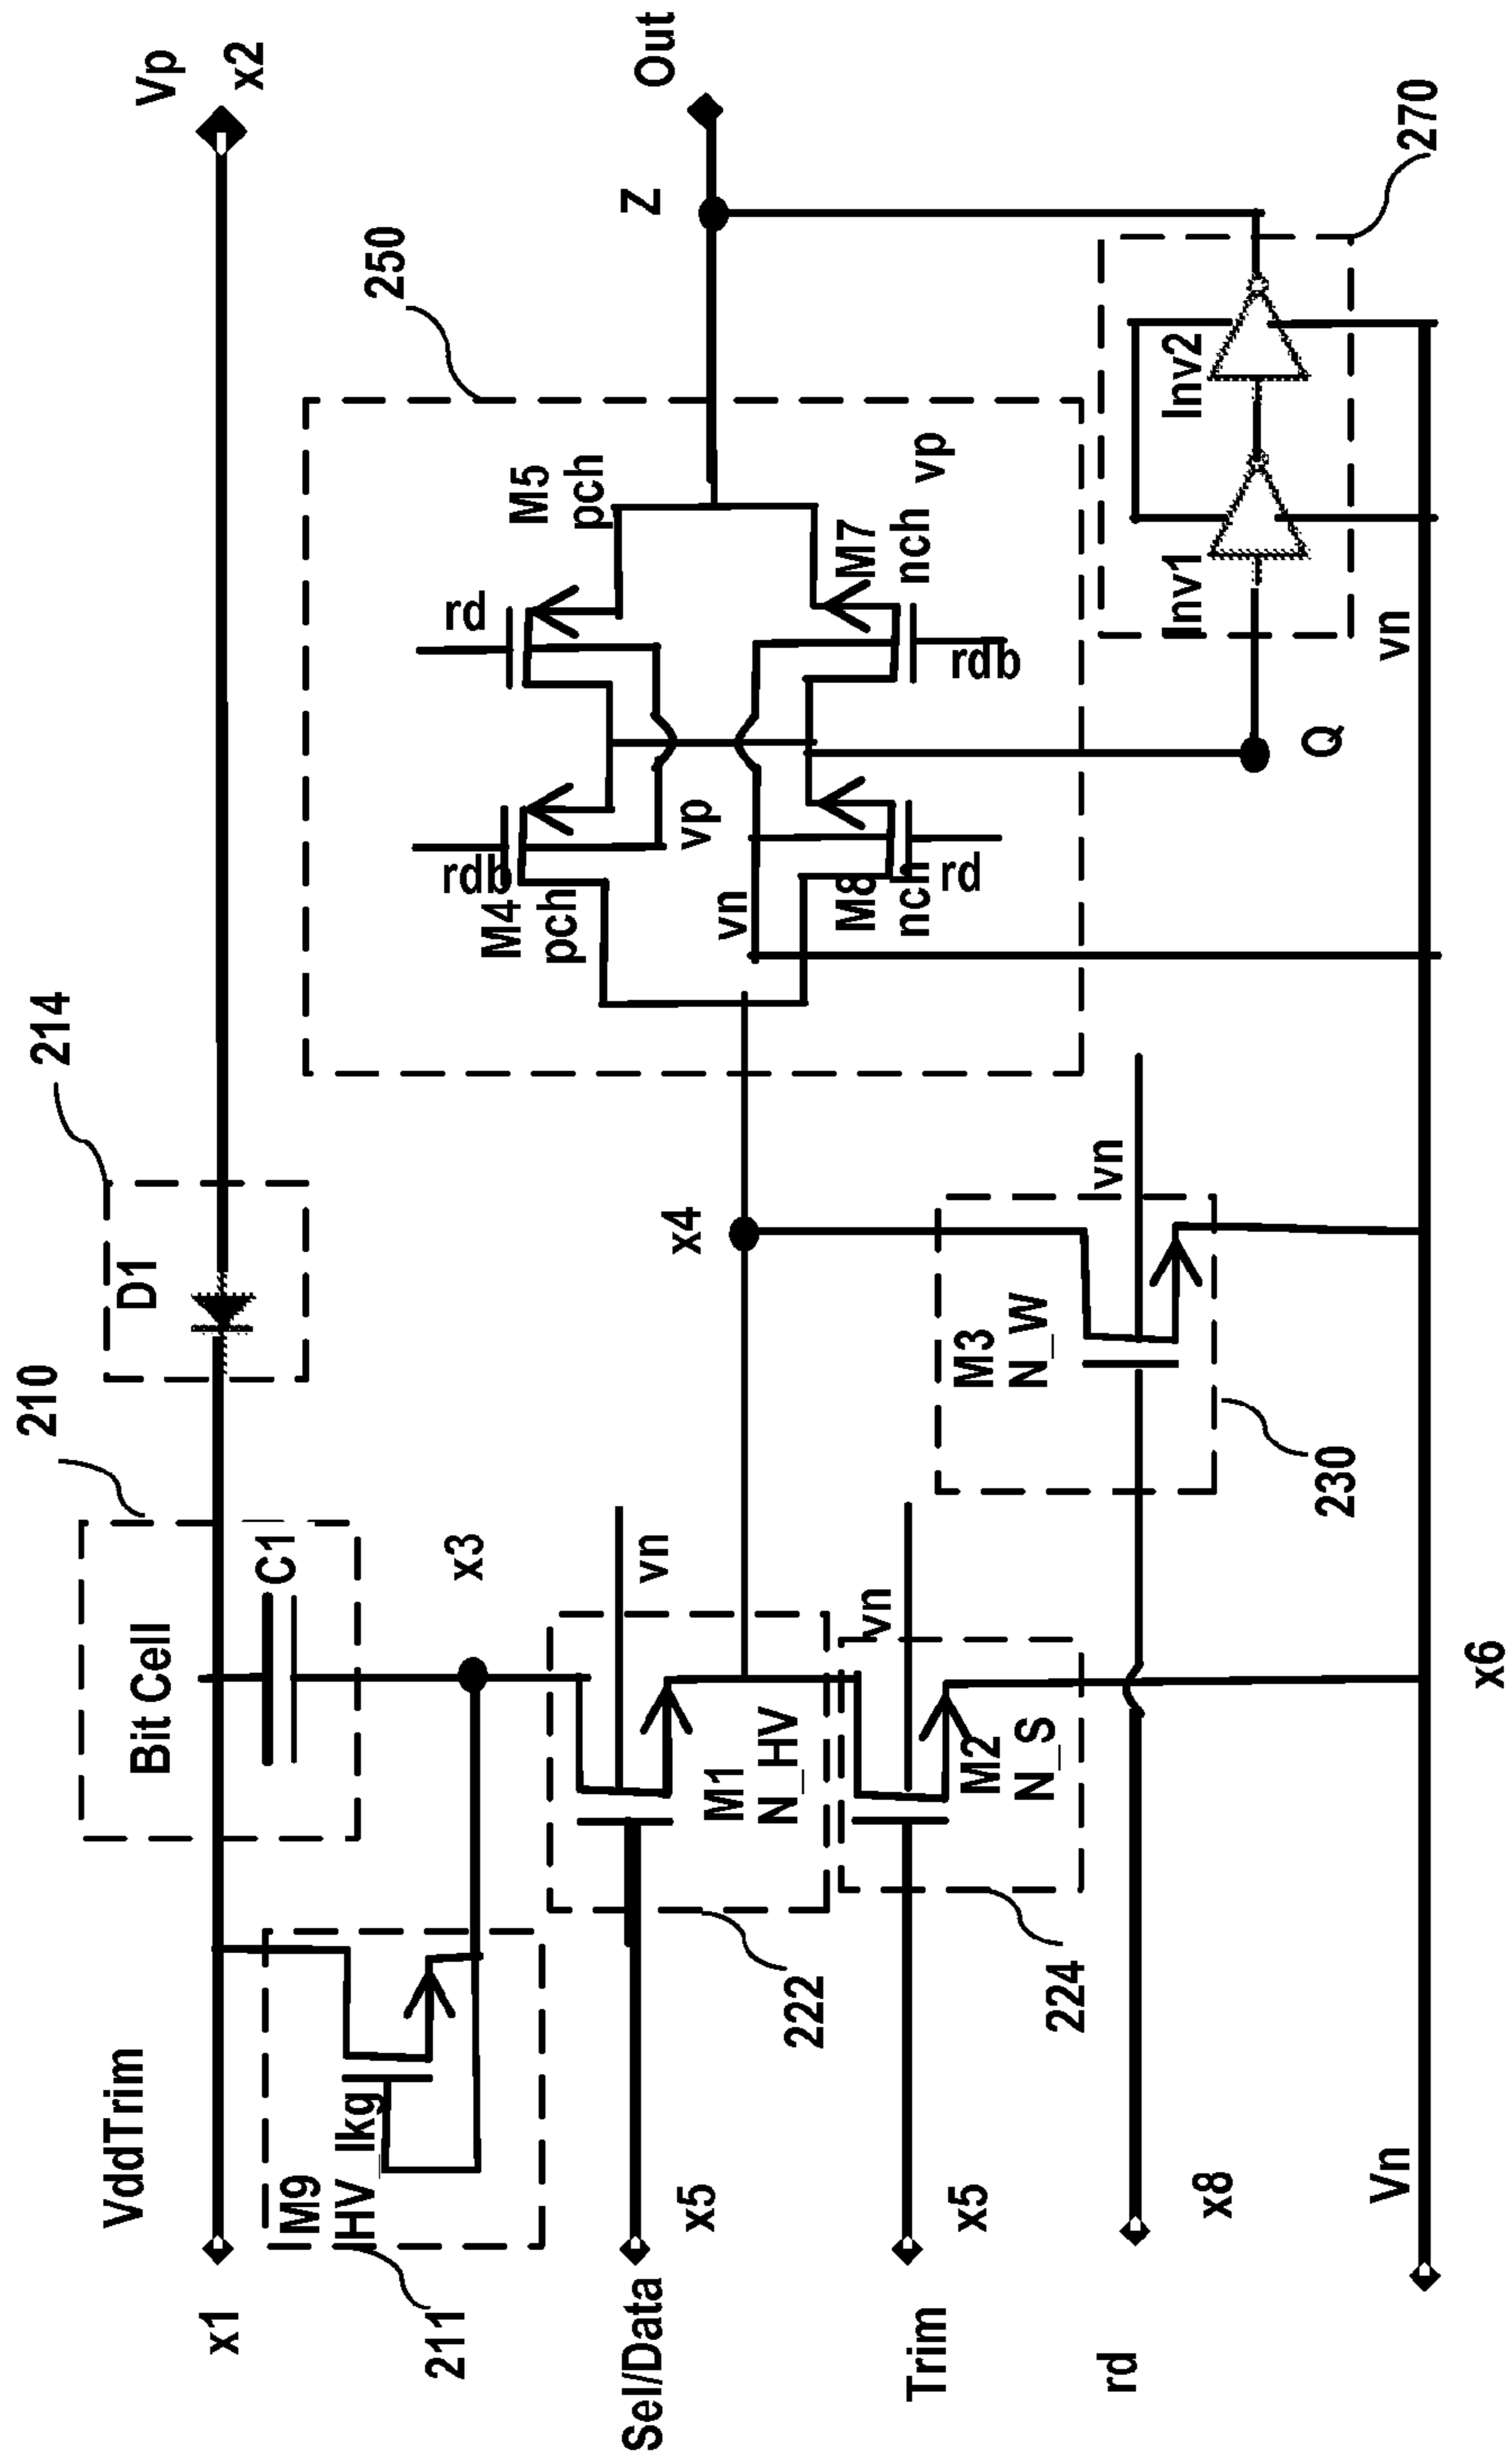 Vp
x2
Out
Z
250
270
M5
pch
rd
M7
nch vp
rdb
Inv2
Inv1
vn
Q
rdb
M4
pch
vp
vn
M8
nch
rd
214
D1
x4
vn
M3
N_W
230
210
Bit Cell
C1
x3
vn
M1
N_HV
vn
M2
N_S
x6
222
224
VddTrim
M9
HV_lkg
x1
211
x5
Sel/Data
x5
Trim
x8
rd
Vn